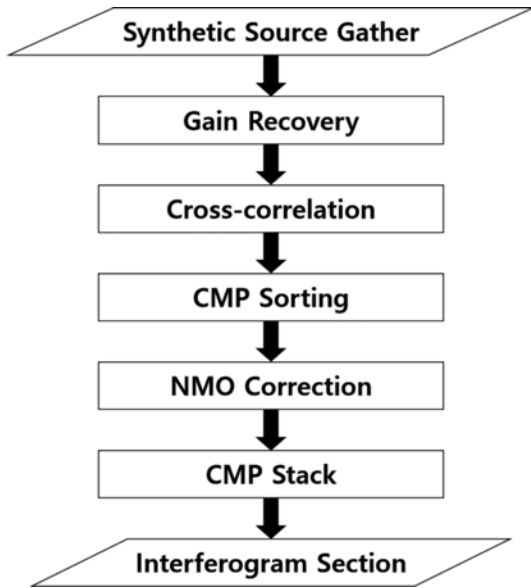 Synthetic Source Gather
Gain Recovery
Cross-correlation
CMP Sorting
NMO Correction
CMP Stack
Interferogram Section